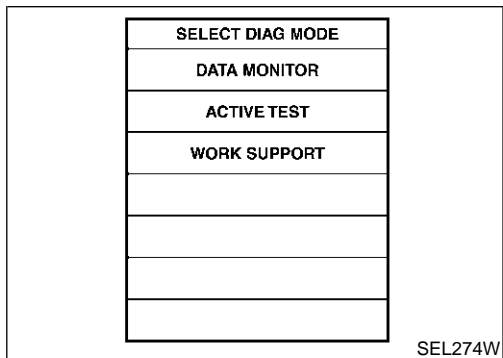 SELECT DIAG MODE
DATA MONITOR
ACTIVE TEST
WORK SUPPORT
SEL274W